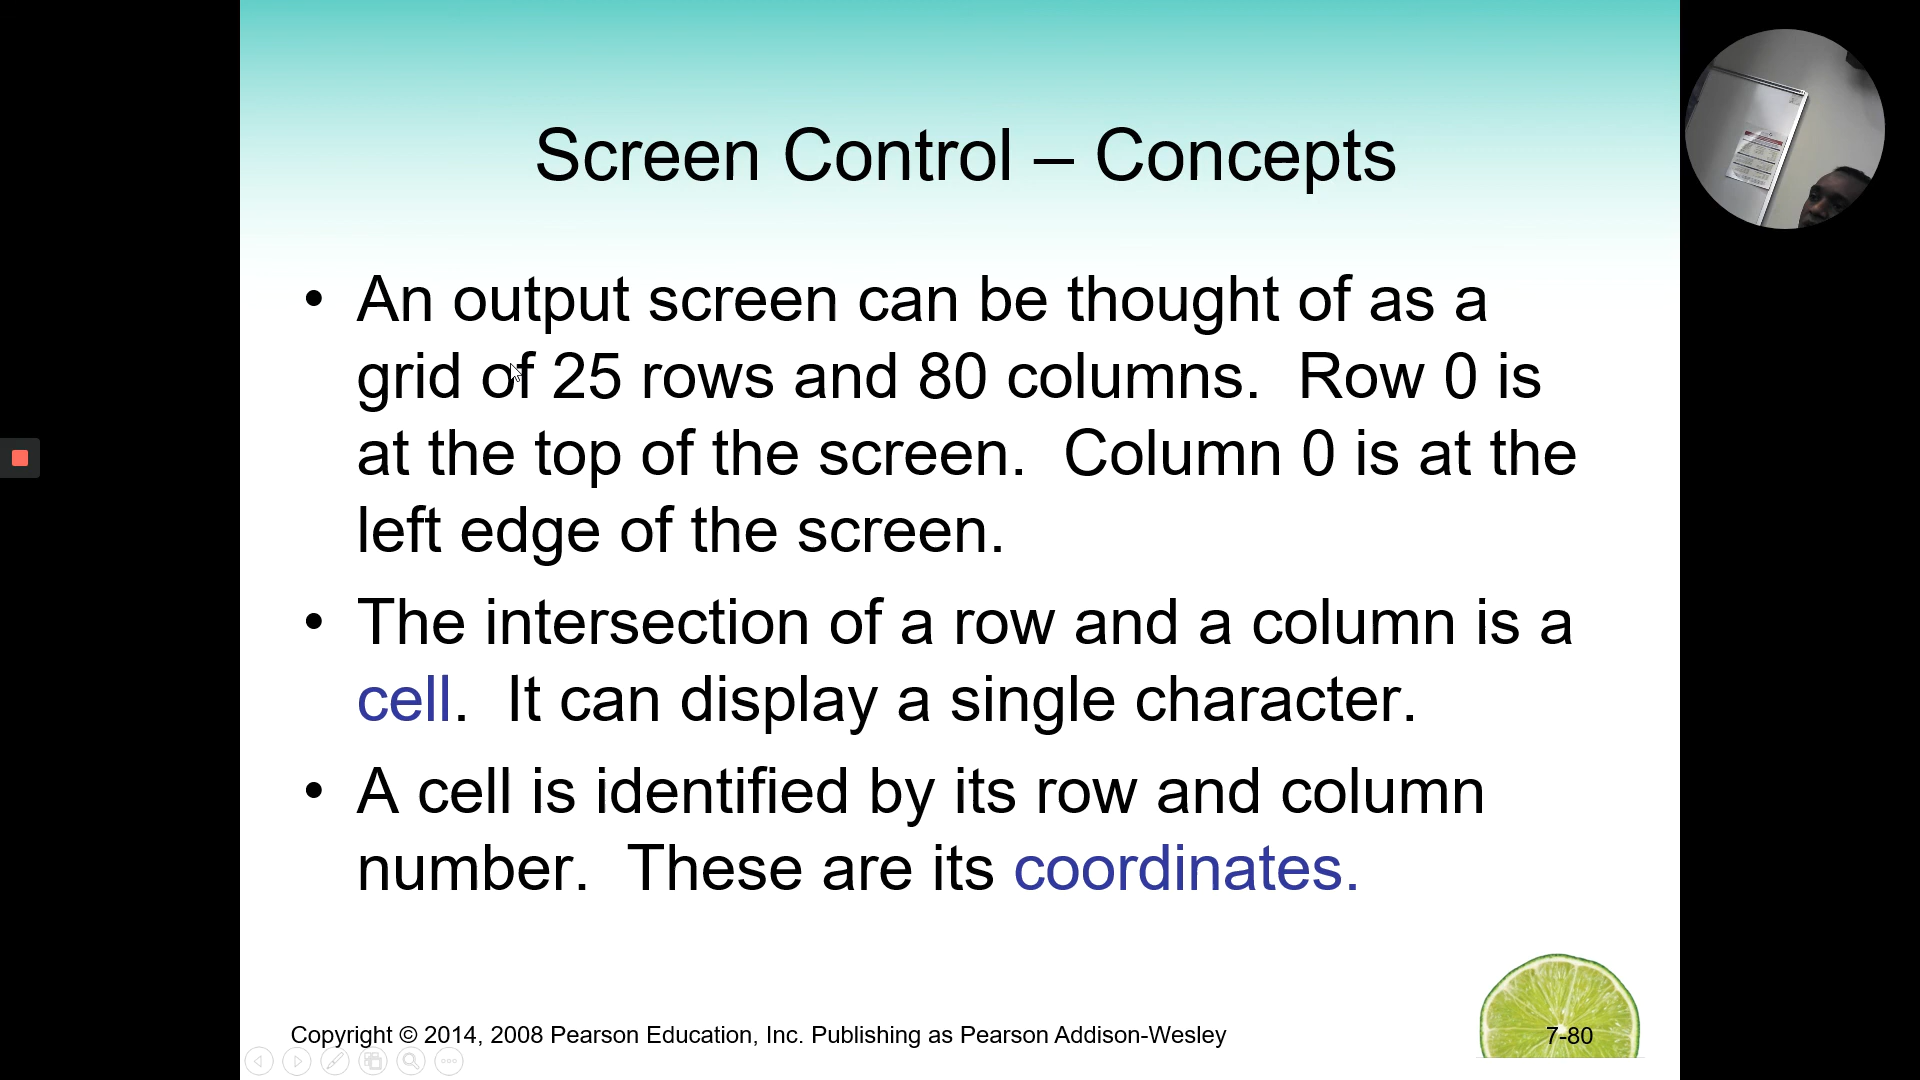 Screen Control – Concepts
• An output screen can be thought of as a
grid of 25 rows and 80 columns.  Row 0 is
at the top of the screen.  Column 0 is at the
left edge of the screen.
• The intersection of a row and a column is a
cell.  It can display a single character.
• A cell is identified by its row and column
number.  These are its coordinates.
Copyright © 2014, 2008 Pearson Education, Inc. Publishing as Pearson Addison-Wesley
7-80